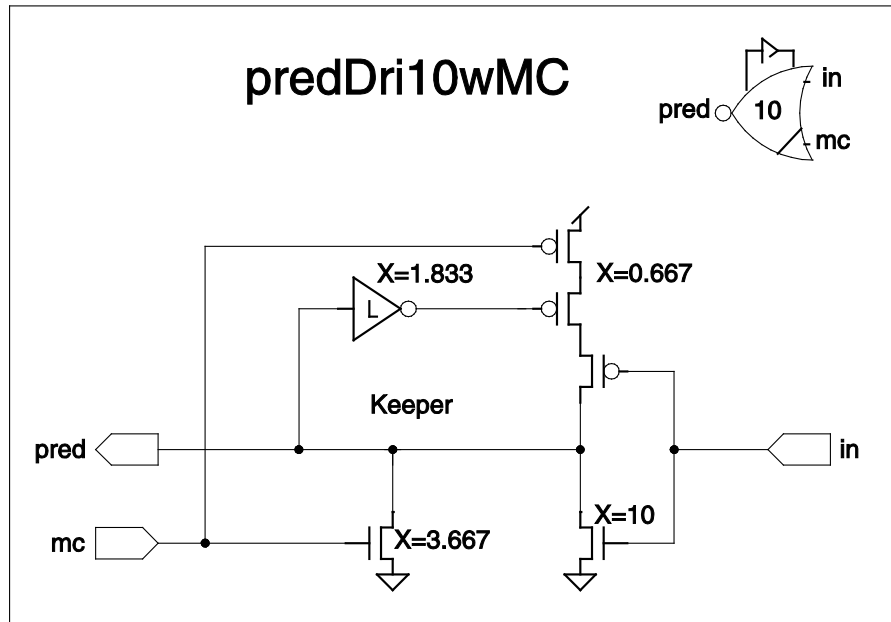 predDri10wMC
in
pred
10
mc
X=1.833
X=0.667
L
Keeper
pred
in
X=10
mc
X=3.667